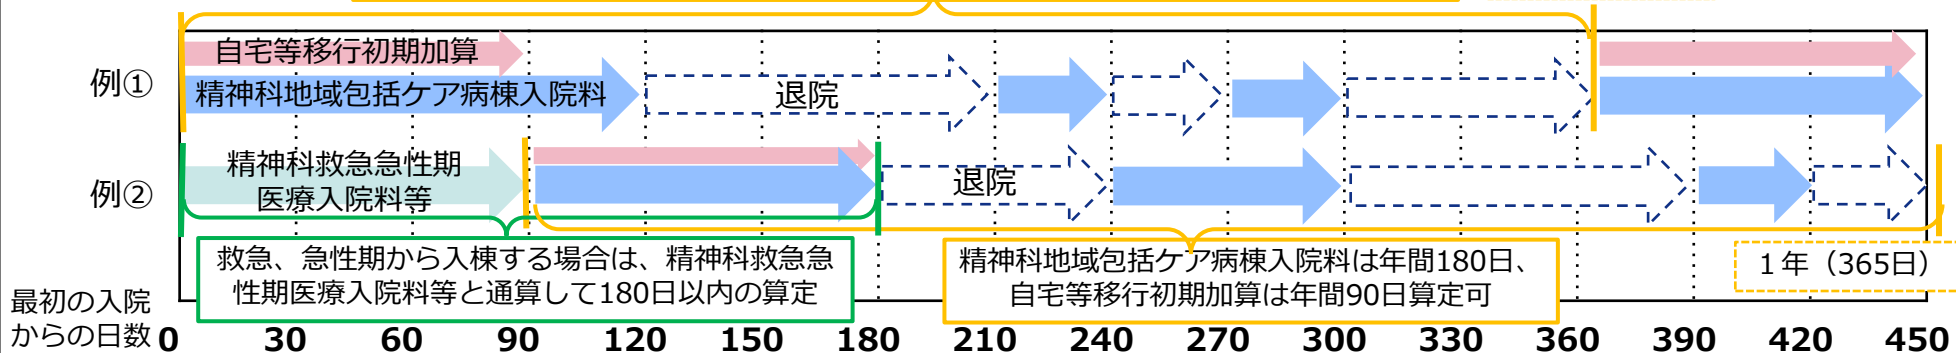 自宅等移行初期加算
例①
精神科地域包括ケア病棟入院料
退院
精神科救急急性期
医療入院料等
例②
退院
救急、急性期から入棟する場合は、精神科救急急
性期医療入院料等と通算して180日以内の算定
精神科地域包括ケア病棟入院料は年間180日、
自宅等移行初期加算は年間90日算定可
1年（365日）
最初の入院
からの日数
0 30 60 90 120 150 180 210 240 270 300 330 360 390 420 450